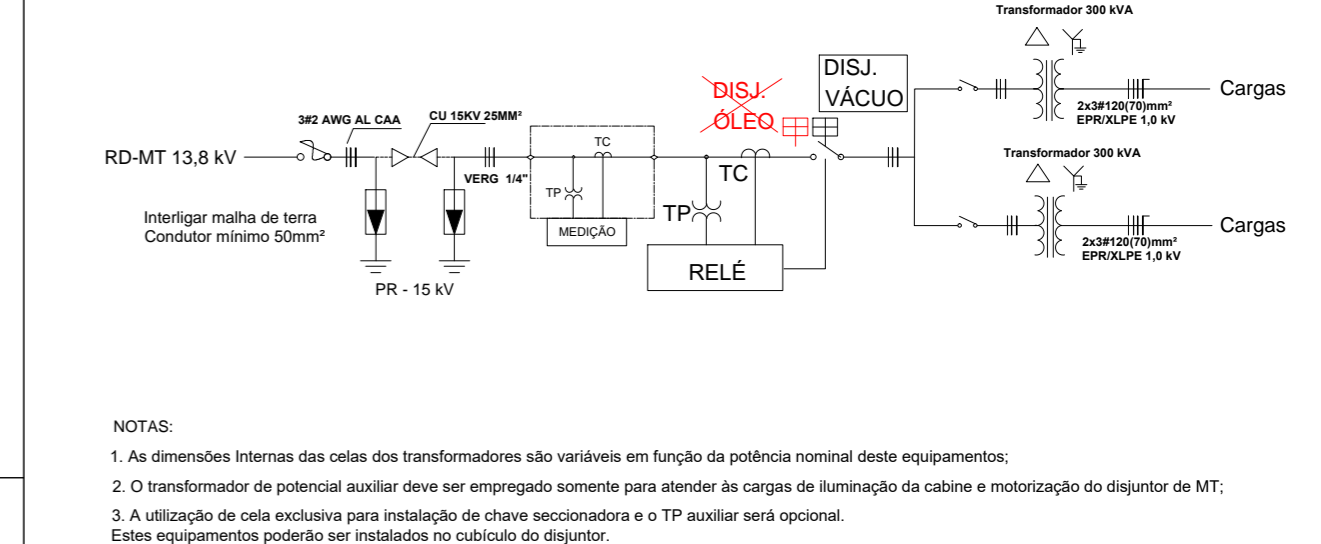 Transformador 300 kVA
DISJ.
ÓLEO
DISJ.
VÁCUO
3#2 AWG AL CAA
CU 15KV 25MM²
RD-MT 13,8 kV
VERG 1/4"
TC
TP
MEDIÇÃO
TC
TP
RELÉ
Cargas
2x3#120(70)mm²
EPR/XLPE 1,0 kV
Transformador 300 kVA
Cargas
2x3#120(70)mm²
EPR/XLPE 1,0 kV
Interligar malha de terra
Condutor mínimo 50mm²
PR - 15 kV
NOTAS:
1. As dimensões Internas das celas dos transformadores são variáveis em função da potência nominal deste equipamentos;
2. O transformador de potencial auxiliar deve ser empregado somente para atender às cargas de iluminação da cabine e motorização do disjuntor de MT;
3. A utilização de cela exclusiva para instalação de chave seccionadora e o TP auxiliar será opcional.
Estes equipamentos poderão ser instalados no cubículo do disjuntor.